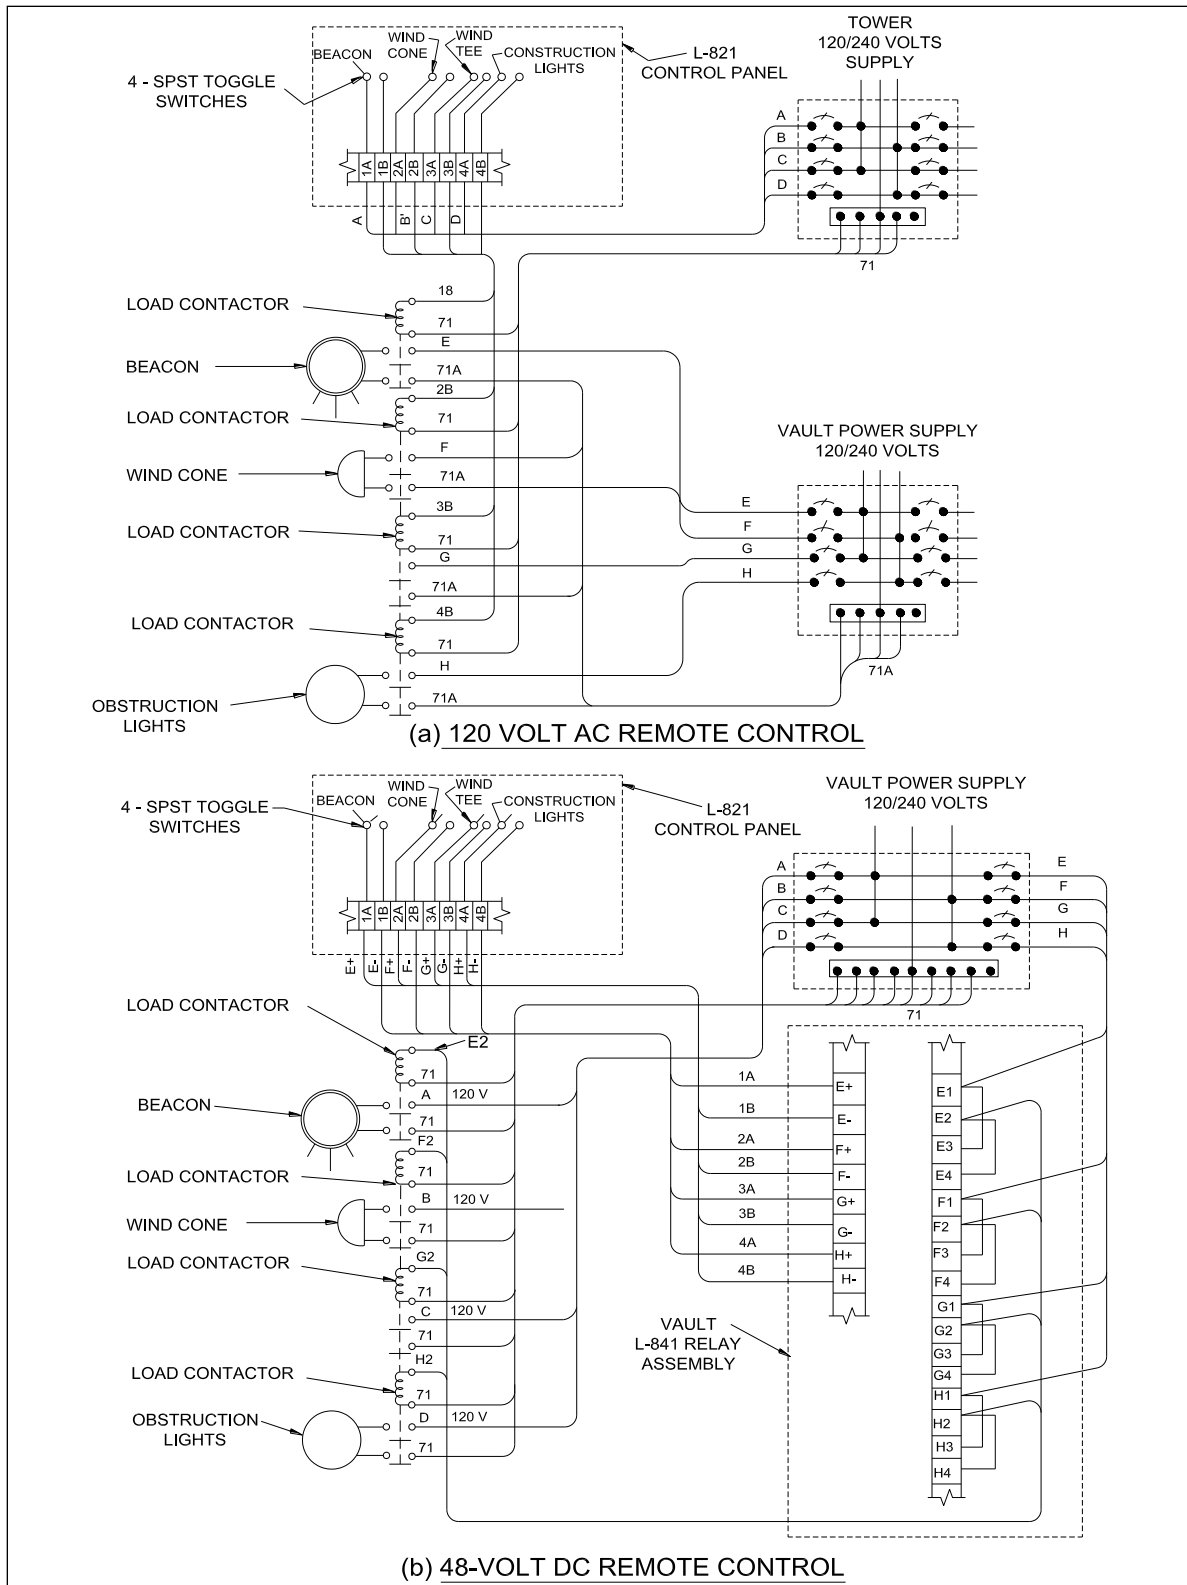 BEACON
WIND
CONE
WIND
TEE
CONSTRUCTION
LIGHTS
L-821
CONTROL PANEL
4 - SPST TOGGLE
SWITCHES
1A
1B
2A
2B
3A
3B
4A
4B
A
B'
C
D
TOWER
120/240 VOLTS
SUPPLY
A
B
C
D
71
LOAD CONTACTOR
18
71
BEACON
E
71A
LOAD CONTACTOR
2B
71
WIND CONE
F
71A
LOAD CONTACTOR
3B
71
G
71A
LOAD CONTACTOR
4B
71
OBSTRUCTION
LIGHTS
H
71A
VAULT POWER SUPPLY
120/240 VOLTS
E
F
G
H
71A
(a) 120 VOLT AC REMOTE CONTROL
BEACON
WIND
CONE
WIND
TEE
CONSTRUCTION
LIGHTS
L-821
CONTROL PANEL
4 - SPST TOGGLE
SWITCHES
1A
1B
2A
2B
3A
3B
4A
4B
E+
E-
F+
F-
G+
G-
H+
H-
VAULT POWER SUPPLY
120/240 VOLTS
A
B
C
D
E
F
G
H
71
LOAD CONTACTOR
E2
71
BEACON
A 120 V
71
LOAD CONTACTOR
F2
71
WIND CONE
B 120 V
71
LOAD CONTACTOR
G2
71
C 120 V
71
LOAD CONTACTOR
H2
71
OBSTRUCTION
LIGHTS
D 120 V
71
1A
1B
2A
2B
3A
3B
4A
4B
E+
E-
F+
F-
G+
G-
H+
H-
E1
E2
E3
E4
F1
F2
F3
F4
G1
G2
G3
G4
H1
H2
H3
H4
VAULT
L-841 RELAY
ASSEMBLY
(b) 48-VOLT DC REMOTE CONTROL